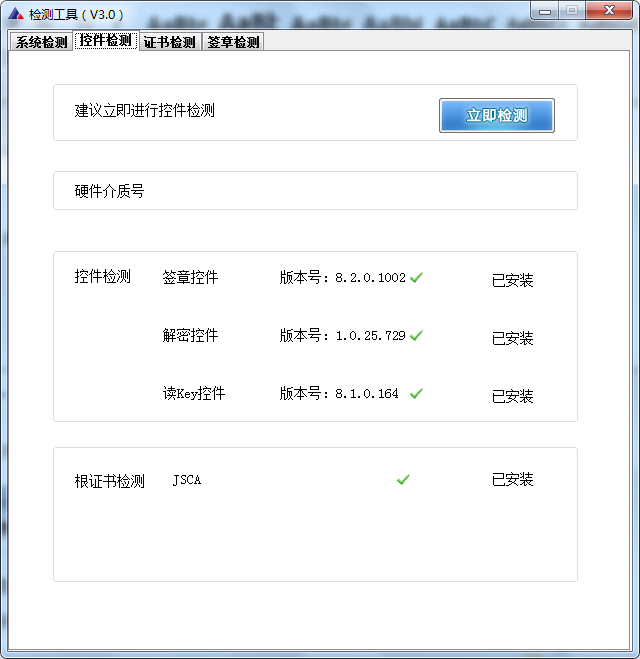 检测工具（V3.0）
系统检测 控件检测 证书检测 签章检测
建议立即进行控件检测 立即检测
硬件介质号
控件检测 签章控件 版本号：8.2.0.1002 已安装
解密控件 版本号：1.0.25.729 已安装
读Key控件 版本号：8.1.0.164 已安装
根证书检测 JSCA 已安装